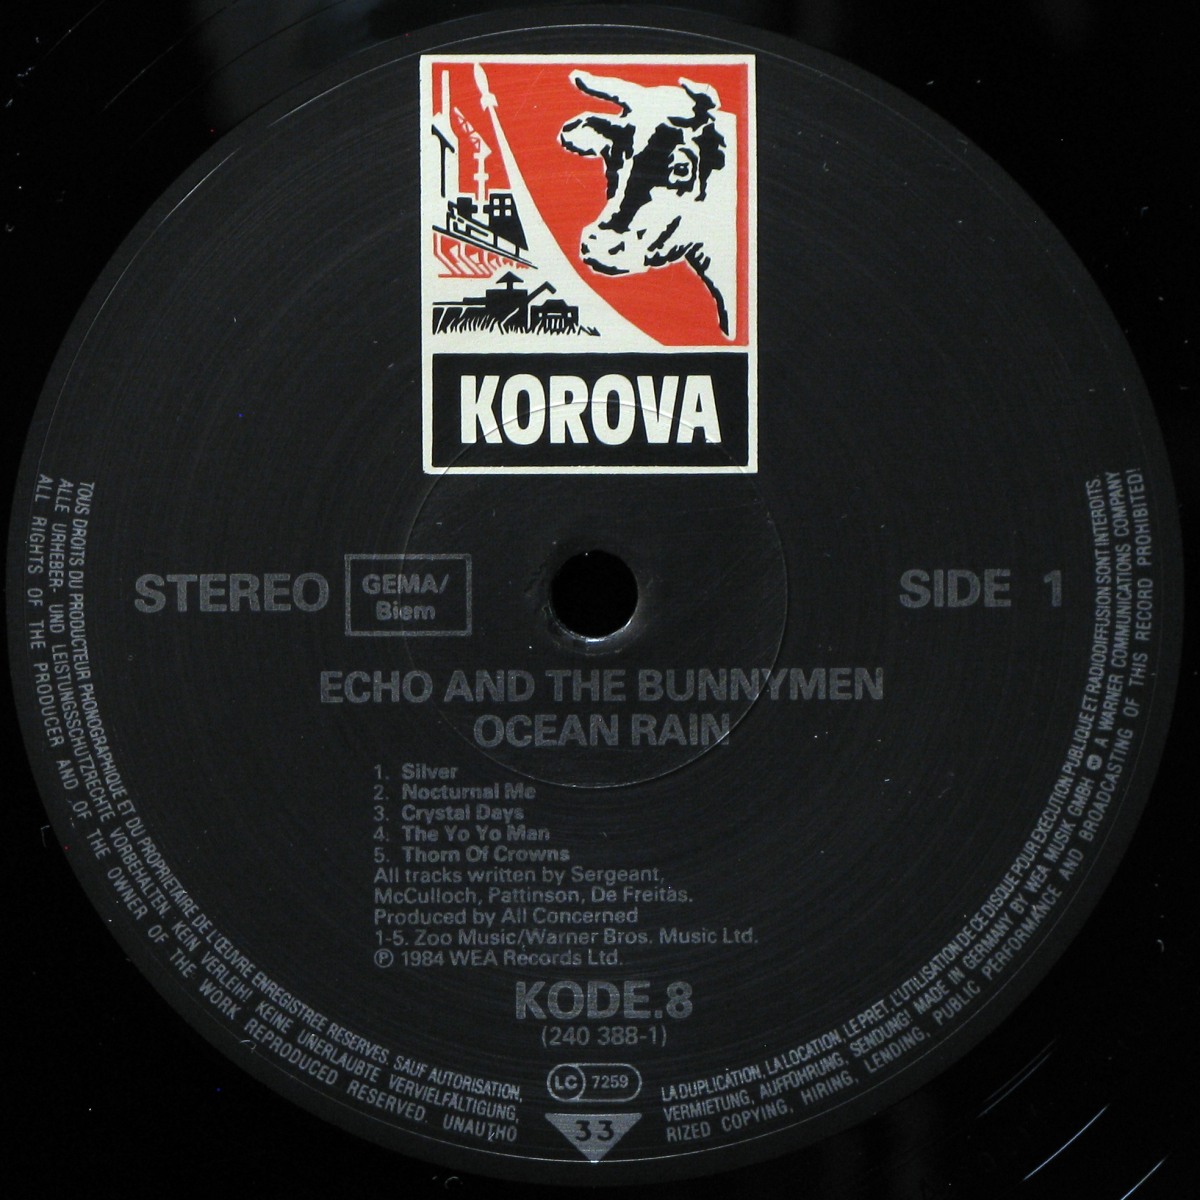 KOROVA
STEREO
GEMA/
Biem
SIDE 1
ECHO AND THE BUNNYMEN
OCEAN RAIN
1. Silver
2. Nocturnal Me
3. Crystal Days
4. The Yo Yo Man
5. Thorn Of Crowns
All tracks written by Sergeant,
McCulloch, Pattinson, De Freitas.
Produced by All Concerned
1-5. Zoo Music/Warner Bros. Music Ltd.
℗ 1984 WEA Records Ltd.
KODE.8
(240 388-1)
LC 7259
33
TOUS DROITS DU PRODUCTEUR PHONOGRAPHIQUE ET DU PROPRIETAIRE DE L'ŒUVRE ENREGISTREE RESERVES. SAUF AUTORISATION, LA DUPLICATION, LA LOCATION, LE PRET, L'UTILISATION DE CE DISQUE POUR EXECUTION PUBLIQUE ET RADIODIFFUSION SONT INTERDITS.
ALLE URHEBER- UND LEISTUNGSSCHUTZRECHTE VORBEHALTEN. KEIN VERLEIH! KEINE UNERLAUBTE VERVIELFÄLTIGUNG, VERMIETUNG, AUFFÜHRUNG, SENDUNG! MADE IN GERMANY BY WEA MUSIK GMBH A WARNER COMMUNICATIONS COMPANY
ALL RIGHTS OF THE PRODUCER AND OF THE OWNER OF THE WORK REPRODUCED RESERVED. UNAUTHORIZED COPYING, HIRING, LENDING, PUBLIC PERFORMANCE AND BROADCASTING OF THIS RECORD PROHIBITED!